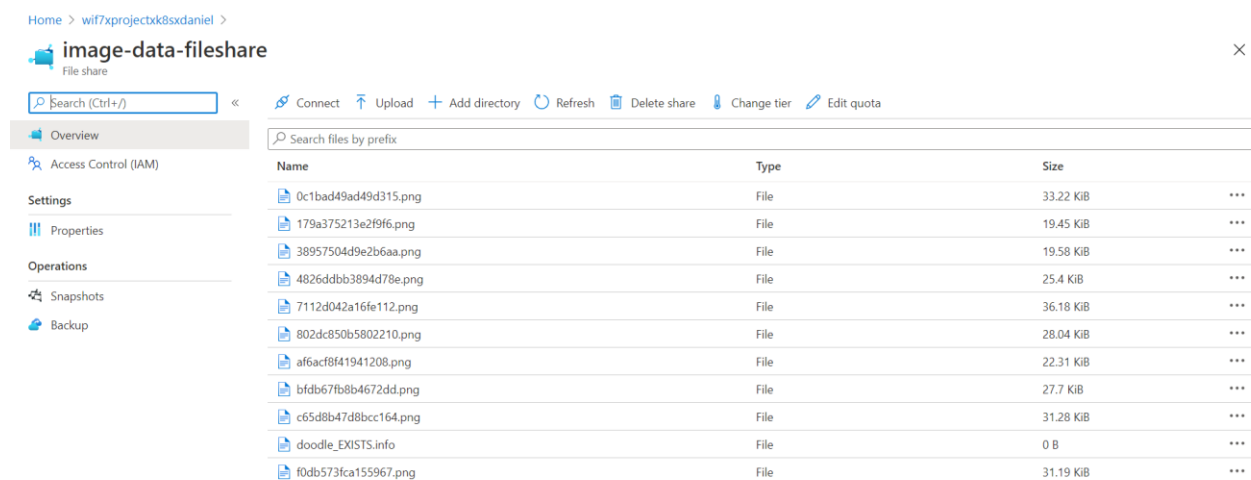 Home > wif7xprojectxk8sxdaniel >
image-data-fileshare
File share
Search (Ctrl+/)
«
Connect Upload Add directory Refresh Delete share Change tier Edit quota
Overview
Access Control (IAM)
Settings
Properties
Operations
Snapshots
Backup
Search files by prefix
Name Type Size
0c1bad49ad49d315.png File 33.22 KiB
179a375213e2f9f6.png File 19.45 KiB
38957504d9e2b6aa.png File 19.58 KiB
4826ddbb3894d78e.png File 25.4 KiB
7112d042a16fe112.png File 36.18 KiB
802dc850b5802210.png File 28.04 KiB
af6acf8f41941208.png File 22.31 KiB
bfdb67fb8b4672dd.png File 27.7 KiB
c65d8b47d8bcc164.png File 31.28 KiB
doodle_EXISTS.info File 0 B
f0db573fca155967.png File 31.19 KiB